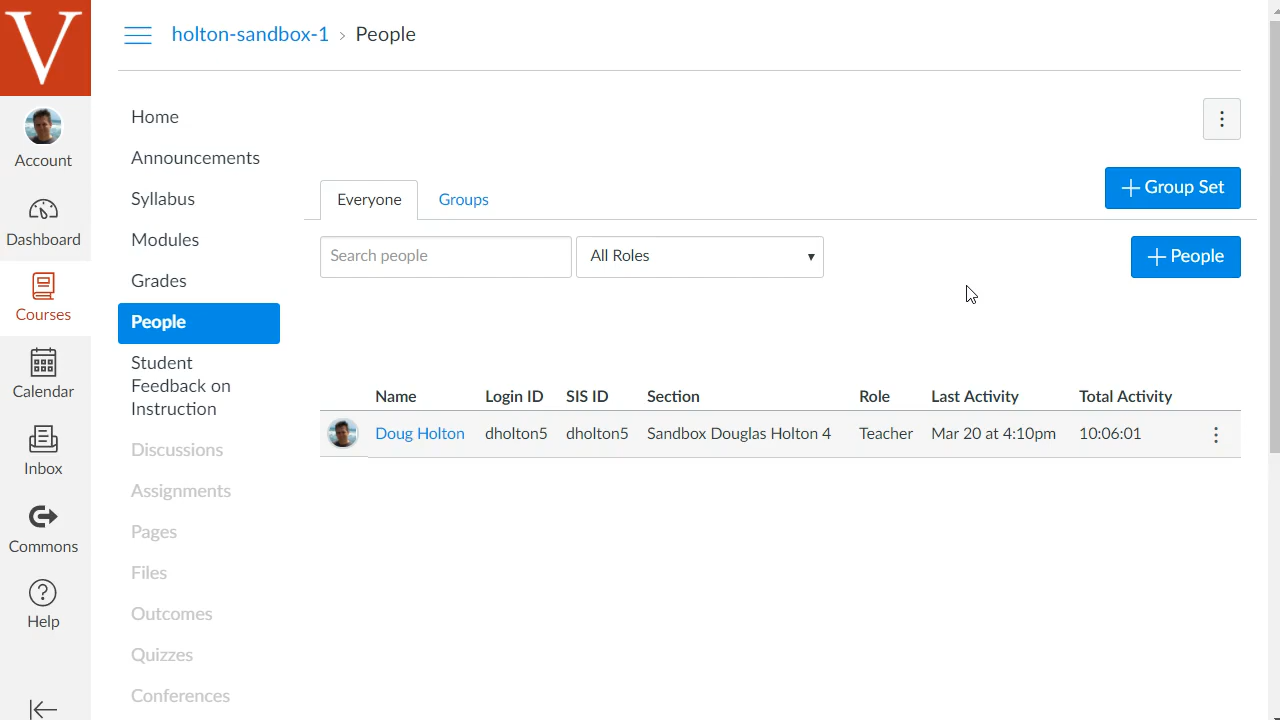 V
holton-sandbox-1 › People
Account
Dashboard
Courses
Calendar
Inbox
Commons
Help
Home
Announcements
Syllabus
Modules
Grades
People
Student
Feedback on
Instruction
Discussions
Assignments
Pages
Files
Outcomes
Quizzes
Conferences
Everyone Groups
+ Group Set
Search people All Roles
+ People
Name Login ID SIS ID Section Role Last Activity Total Activity
Doug Holton dholton5 dholton5 Sandbox Douglas Holton 4 Teacher Mar 20 at 4:10pm 10:06:01